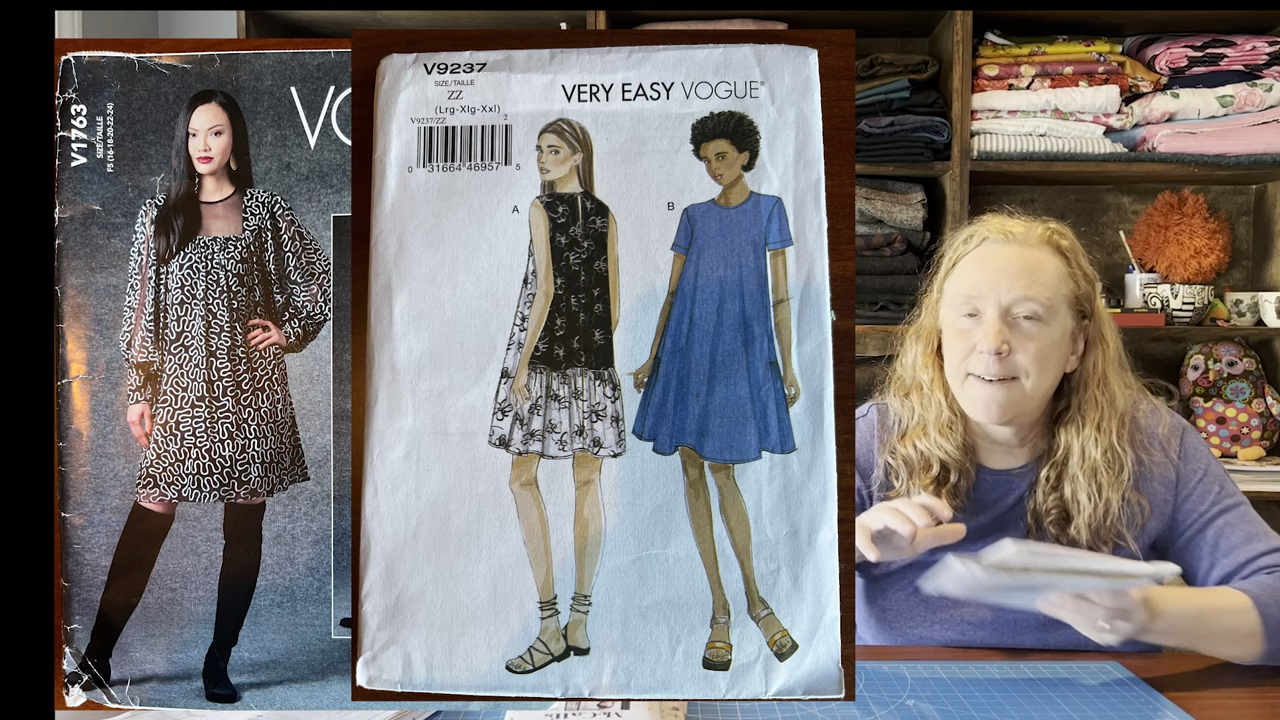 V1763
SIZE/TAILLE
F5 (16-18-20-22-24)
V9237
SIZE/TAILLE
ZZ
(Lrg-Xlg-Xxl)
V9237/ZZ
2
0 31664 46957 5
VERY EASY VOGUE®
A
B
McCall's